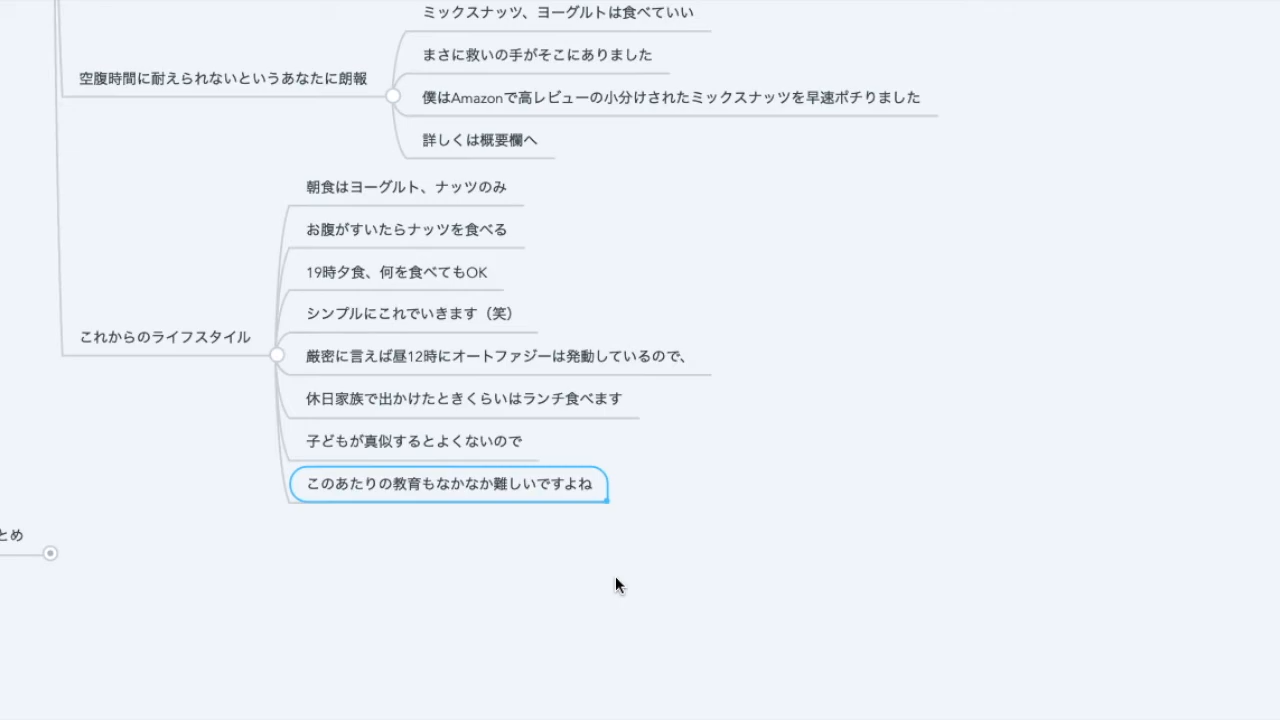 ミックスナッツ、ヨーグルトは食べていい
まさに救いの手がそこにありました
空腹時間に耐えられないというあなたに朗報
僕はAmazonで高レビューの小分けされたミックスナッツを早速ポチりました
詳しくは概要欄へ
朝食はヨーグルト、ナッツのみ
お腹がすいたらナッツを食べる
19時夕食、何を食べてもOK
シンプルにこれでいきます（笑）
これからのライフスタイル
厳密に言えば昼12時にオートファジーは発動しているので、
休日家族で出かけたときくらいはランチ食べます
子どもが真似するとよくないので
このあたりの教育もなかなか難しいですよね
とめ